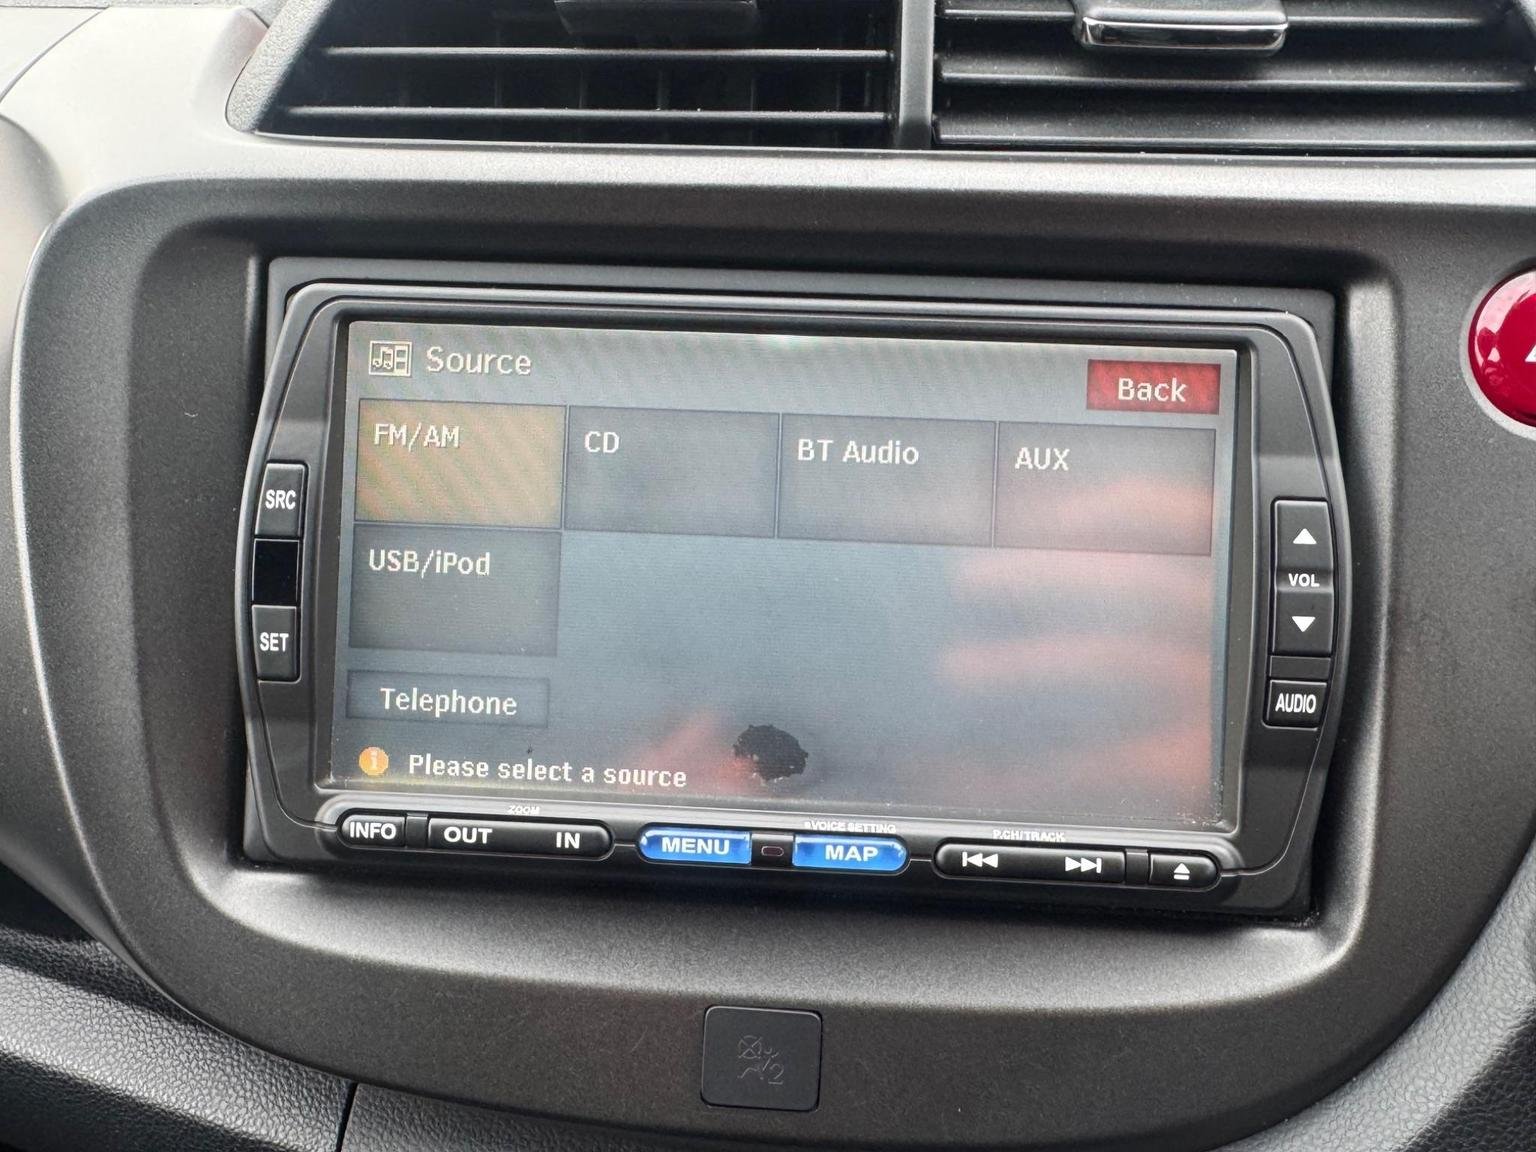 Source
Back
FM/AM
CD
BT Audio
AUX
USB/iPod
Telephone
Please select a source
SRC
SET
VOL
AUDIO
ZOOM
VOICE SETTING
P.CH/TRACK
INFO
OUT
IN
MENU
MAP
2